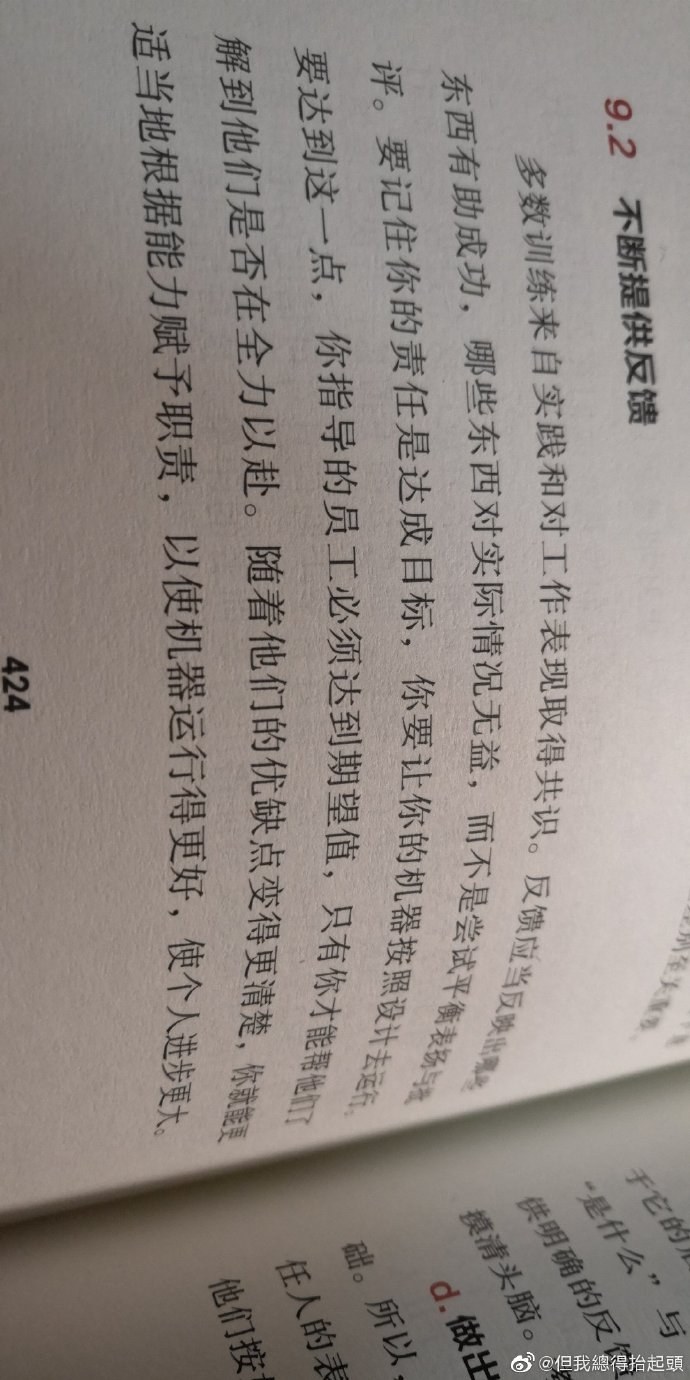 9.2 不断提供反馈
多数训练来自实践和对工作表现取得共识。反馈应当反映出哪些
东西有助成功，哪些东西对实际情况无益，而不是尝试平衡表扬与批
评。要记住你的责任是达成目标，你要让你的机器按照设计去运行。
要达到这一点，你指导的员工必须达到期望值，只有你才能帮他们了
解到他们是否在全力以赴。随着他们的优缺点变得更清楚，你就能更
适当地根据能力赋予职责，以使机器运行得更好，使个人进步更大。
424
于它的
“是什么”与
供明确的反馈
摸清头脑。
d. 做出
础。所以，
任人的表
他们按
@但我總得抬起頭